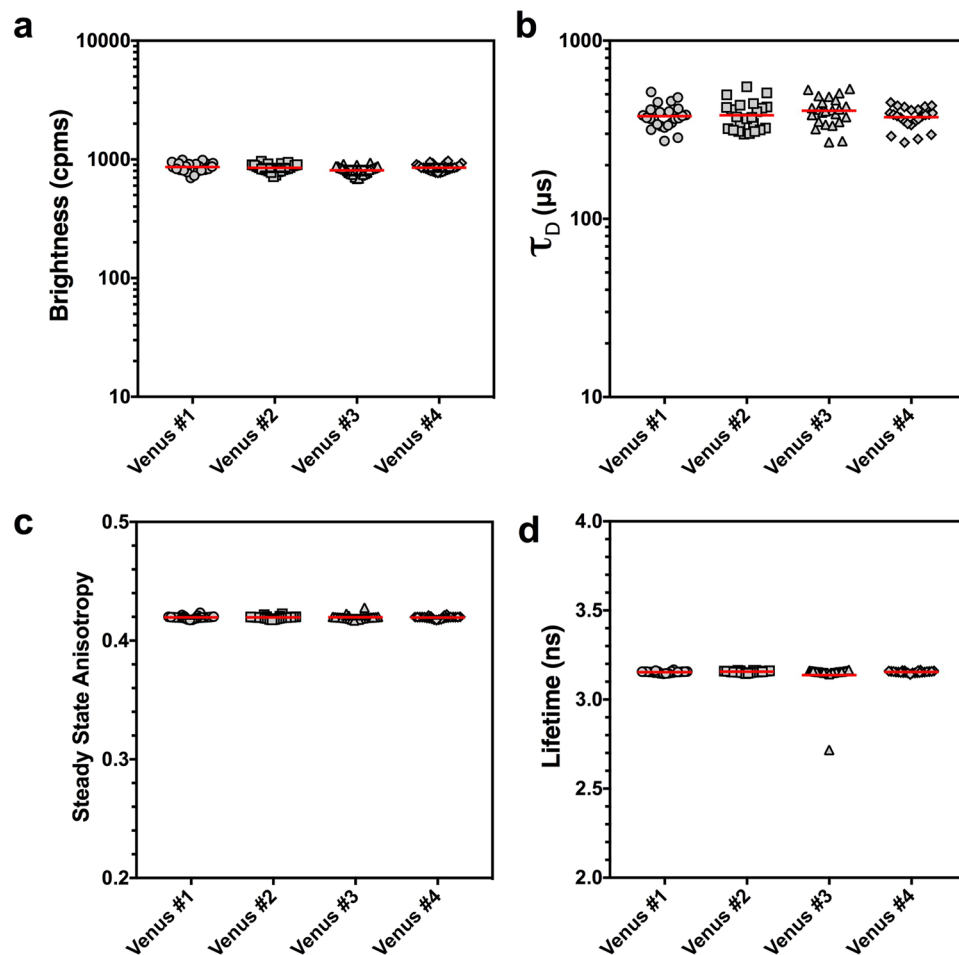 a
10000
1000
100
10
Brightness (cpms)
Venus #1
Venus #2
Venus #3
Venus #4
b
1000
100
10
τD (μs)
Venus #1
Venus #2
Venus #3
Venus #4
c
0.5
0.4
0.3
0.2
Steady State Anisotropy
Venus #1
Venus #2
Venus #3
Venus #4
d
4.0
3.5
3.0
2.5
2.0
Lifetime (ns)
Venus #1
Venus #2
Venus #3
Venus #4